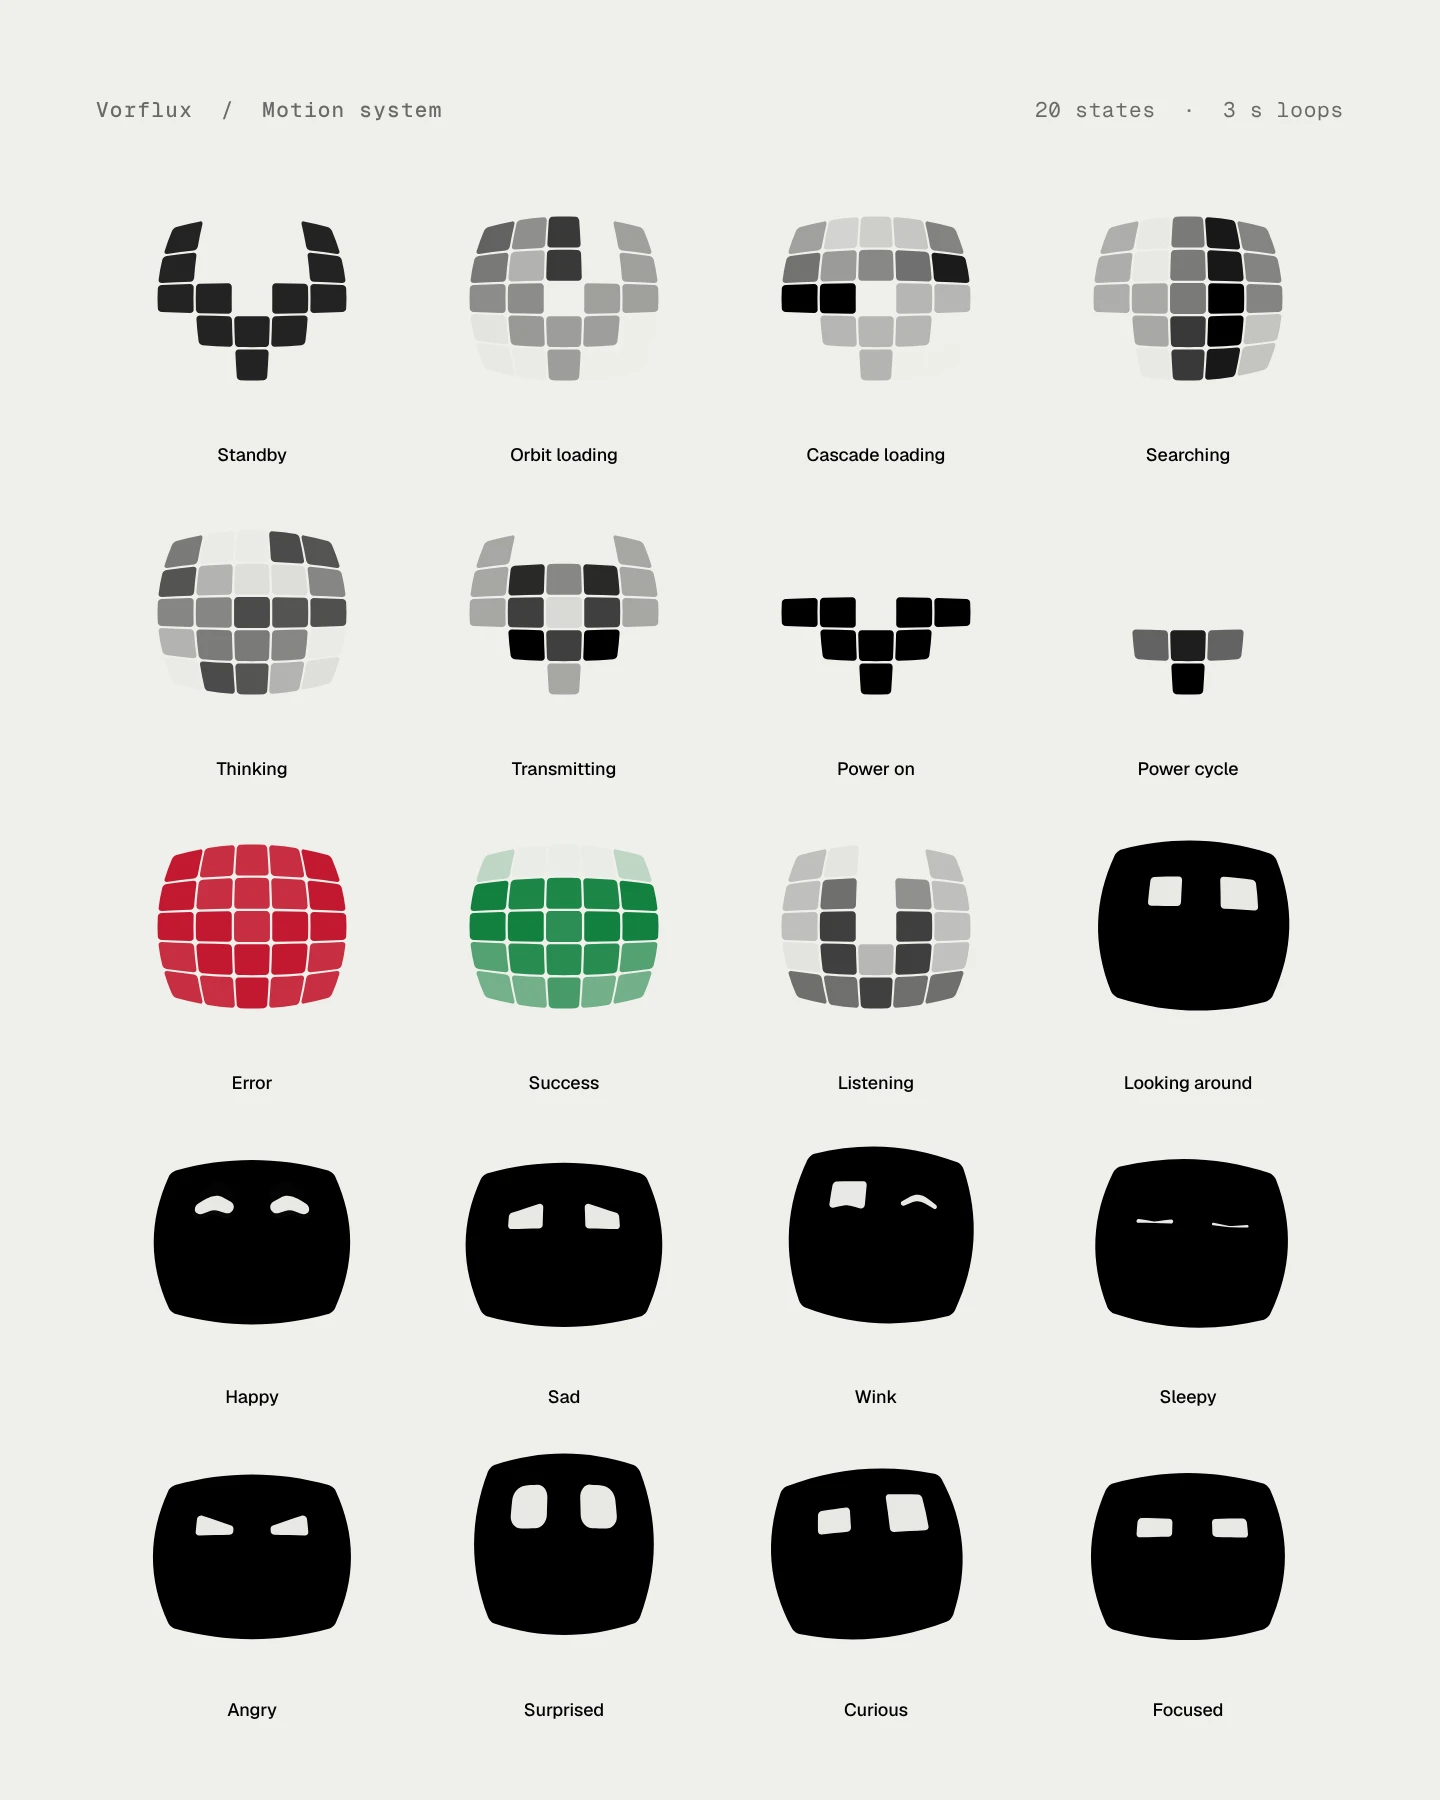 Vorflux / Motion system
20 states · 3 s loops
Standby
Orbit loading
Cascade loading
Searching
Thinking
Transmitting
Power on
Power cycle
Error
Success
Listening
Looking around
Happy
Sad
Wink
Sleepy
Angry
Surprised
Curious
Focused